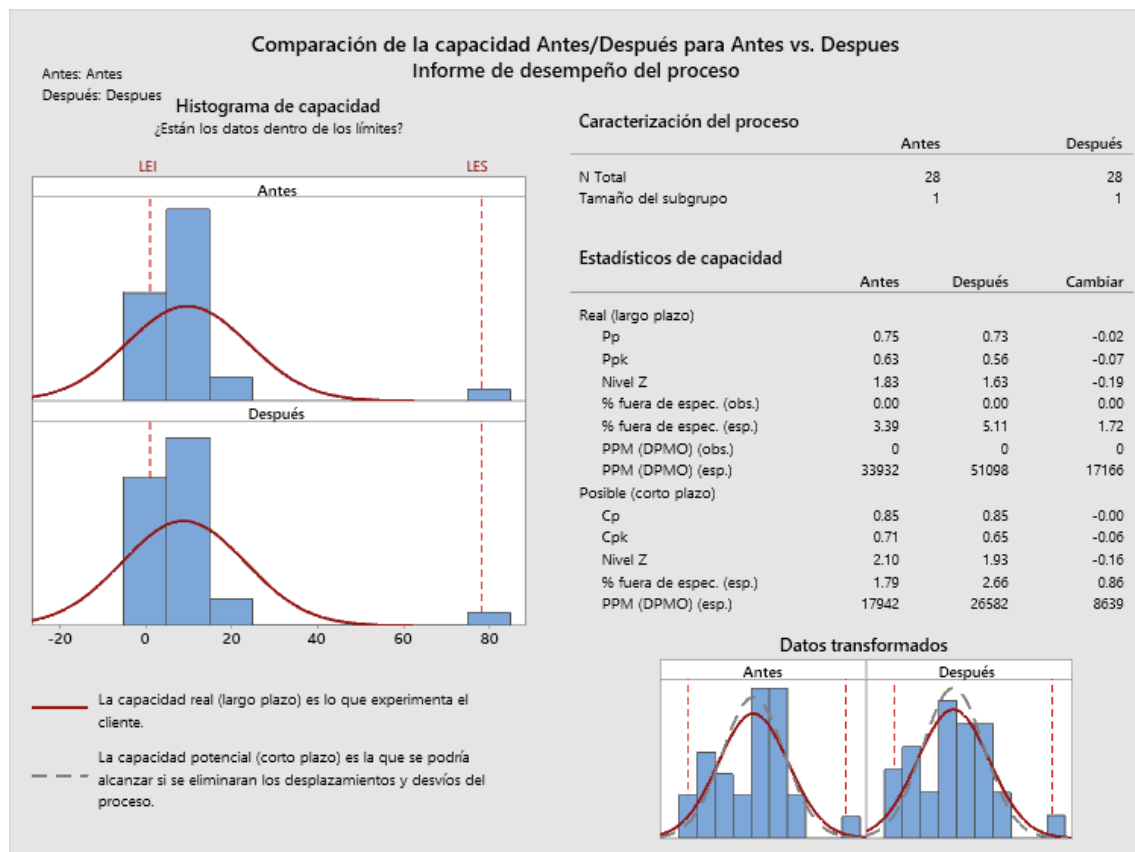 Comparación de la capacidad Antes/Después para Antes vs. Despues
Informe de desempeño del proceso
Antes: Antes
Después: Despues
Histograma de capacidad
¿Están los datos dentro de los límites?
LEI LES
Antes
Después
-20 0 20 40 60 80
La capacidad real (largo plazo) es lo que experimenta el
cliente.
La capacidad potencial (corto plazo) es la que se podría
alcanzar si se eliminaran los desplazamientos y desvíos del
proceso.
Caracterización del proceso
Antes Después
N Total 28 28
Tamaño del subgrupo 1 1
Estadísticos de capacidad
Antes Después Cambiar
Real (largo plazo)
Pp 0.75 0.73 -0.02
Ppk 0.63 0.56 -0.07
Nivel Z 1.83 1.63 -0.19
% fuera de espec. (obs.) 0.00 0.00 0.00
% fuera de espec. (esp.) 3.39 5.11 1.72
PPM (DPMO) (obs.) 0 0 0
PPM (DPMO) (esp.) 33932 51098 17166
Posible (corto plazo)
Cp 0.85 0.85 -0.00
Cpk 0.71 0.65 -0.06
Nivel Z 2.10 1.93 -0.16
% fuera de espec. (esp.) 1.79 2.66 0.86
PPM (DPMO) (esp.) 17942 26582 8639
Datos transformados
Antes Después